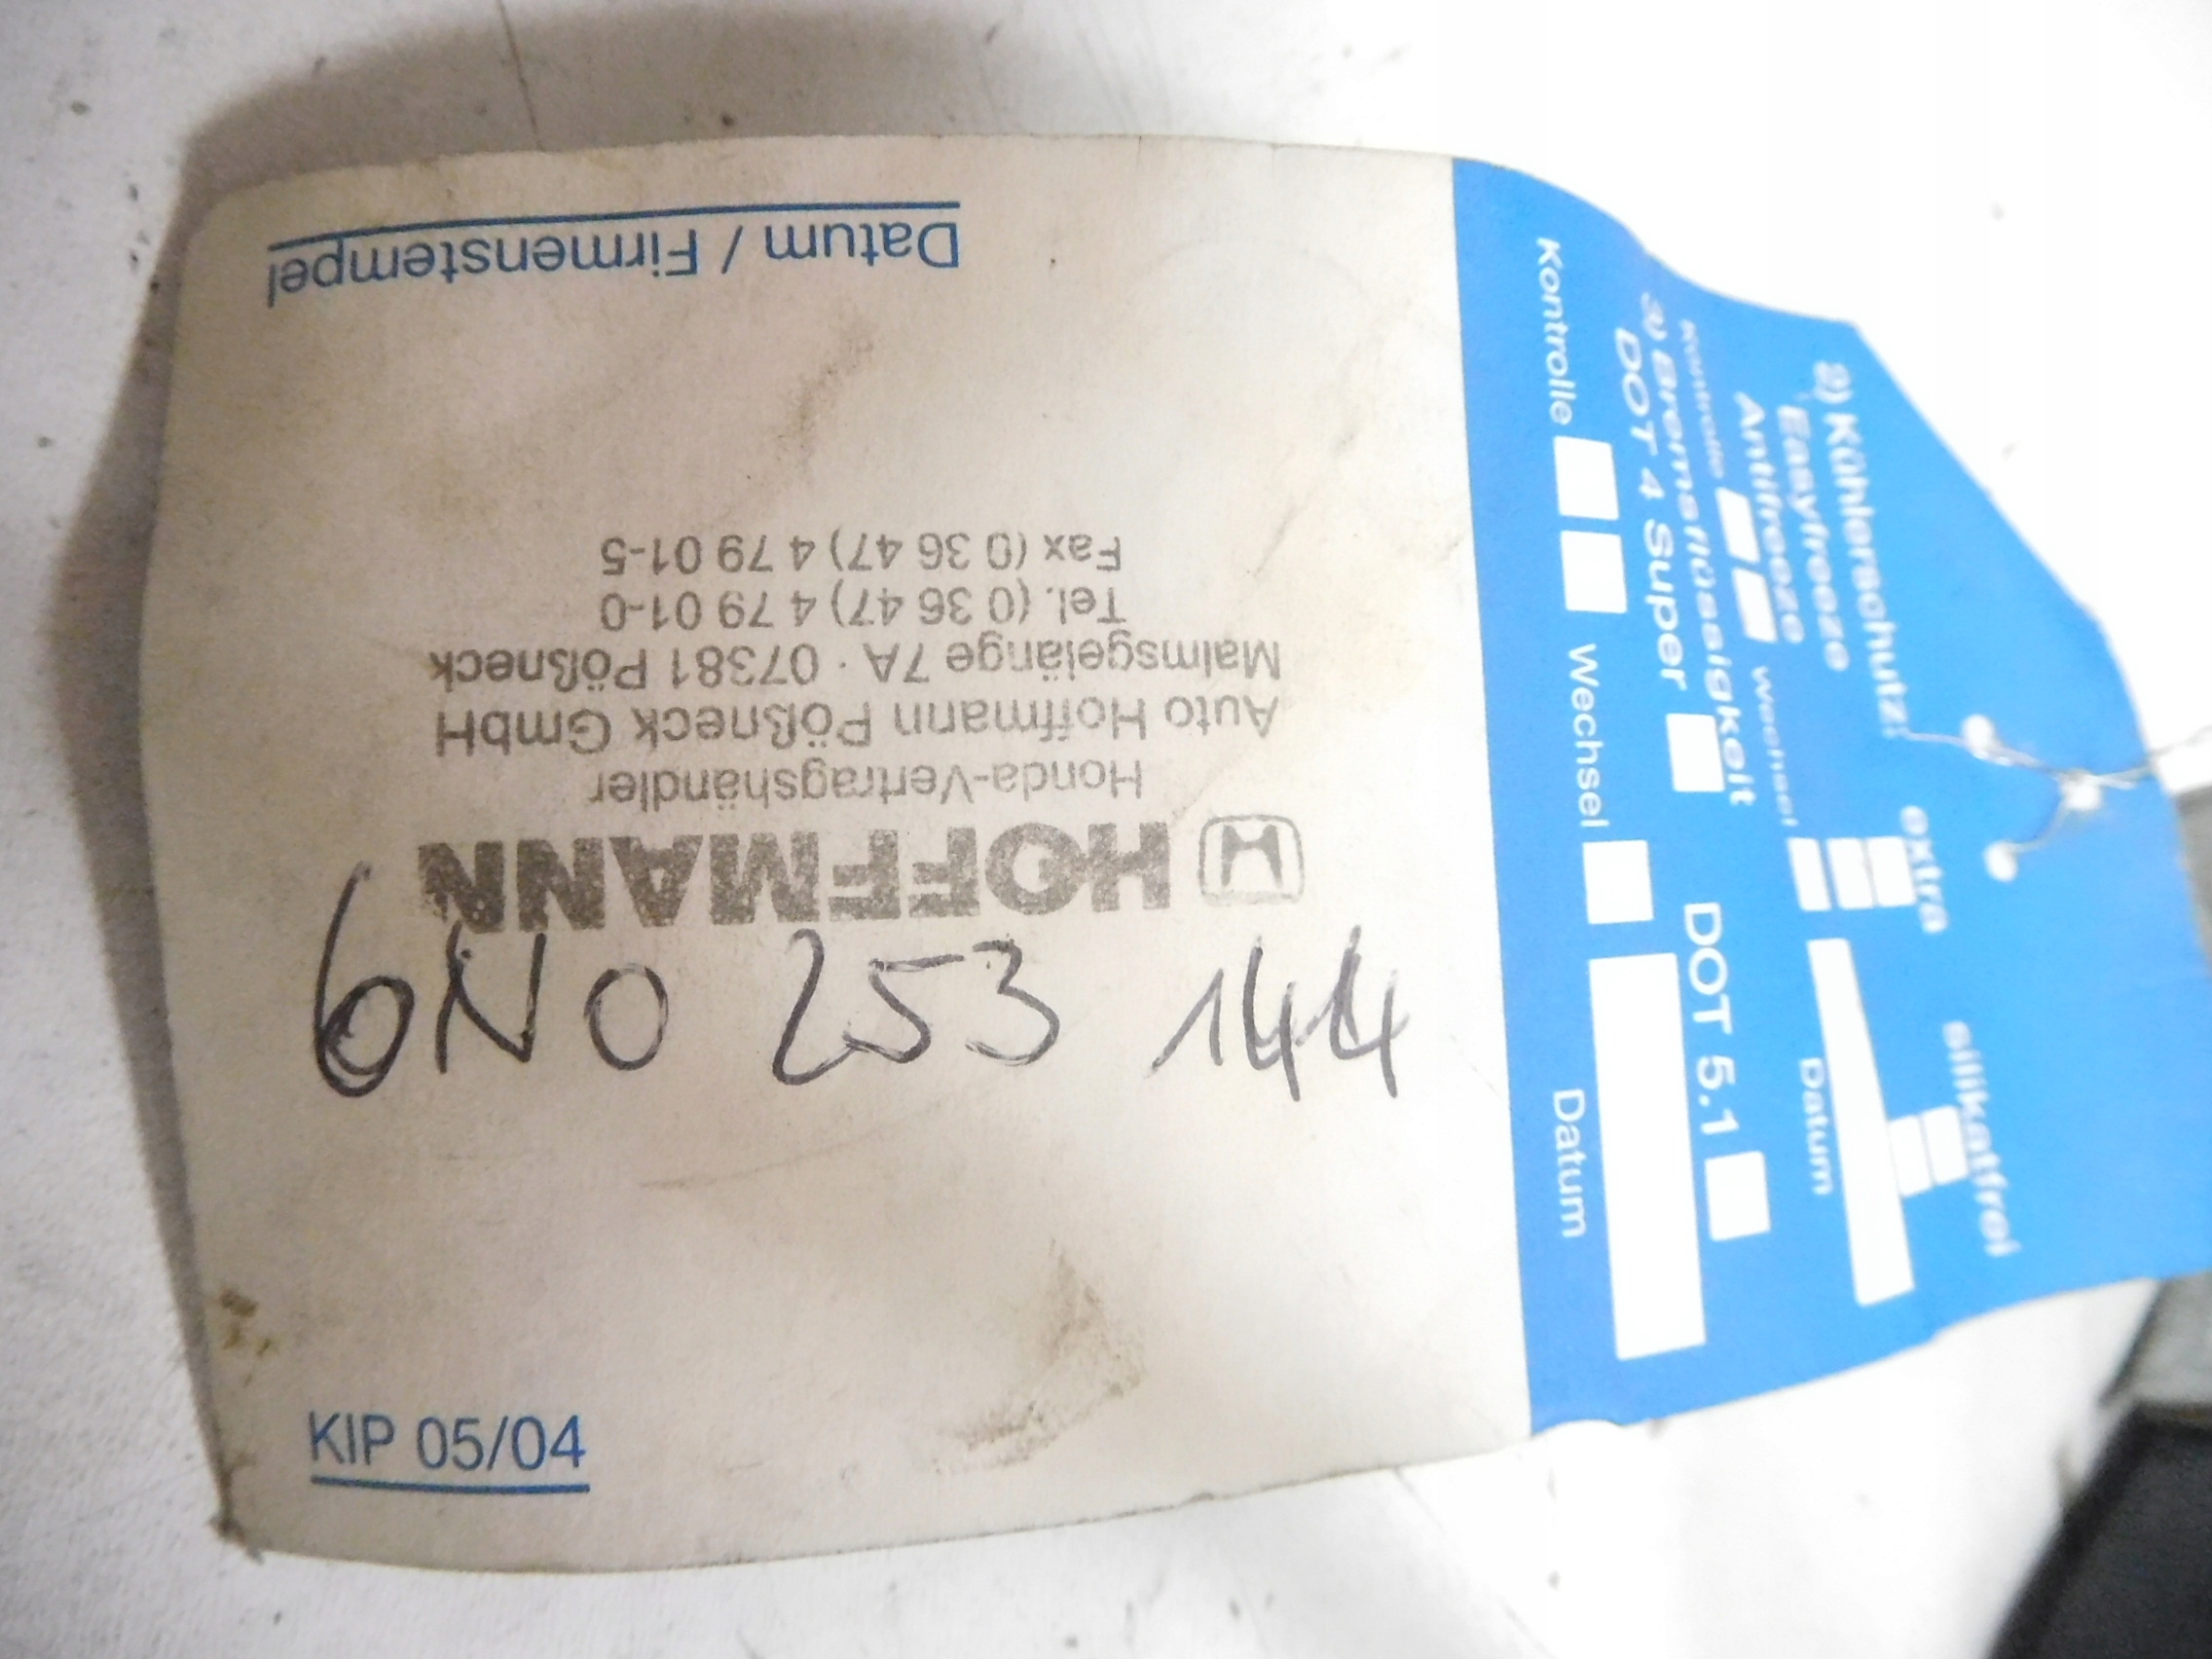 Datum / Firmenstempel
HOFFMANN
Honda-Vertragshändler
Auto Hoffmann Pößneck GmbH
Malmsgelänge 7A · 07381 Pößneck
Tel. (0 36 47) 4 79 01-0
Fax (0 36 47) 4 79 01-5
6N0 253 144
KIP 05/04
2) Kühlerschutz:
Easyfreeze extra silikatfrei
Antifreeze
Kontrolle Wechsel Datum
3) Bremsflüssigkeit
DOT 4 Super DOT 5.1
Kontrolle Wechsel Datum